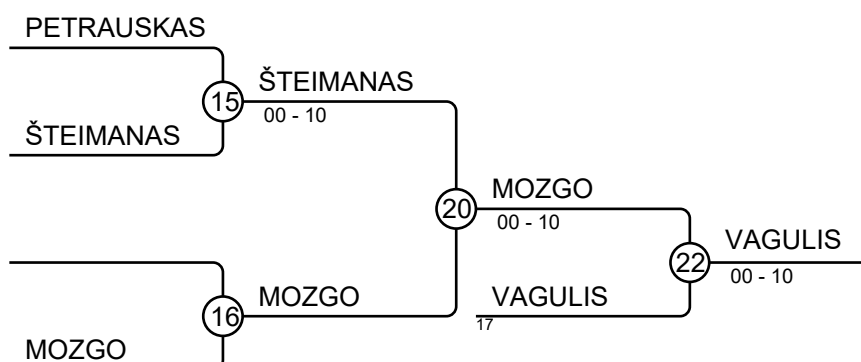 PETRAUSKAS
15
ŠTEIMANAS
00 - 10
ŠTEIMANAS
20
MOZGO
00 - 10
22
VAGULIS
00 - 10
16
MOZGO
VAGULIS
17
MOZGO